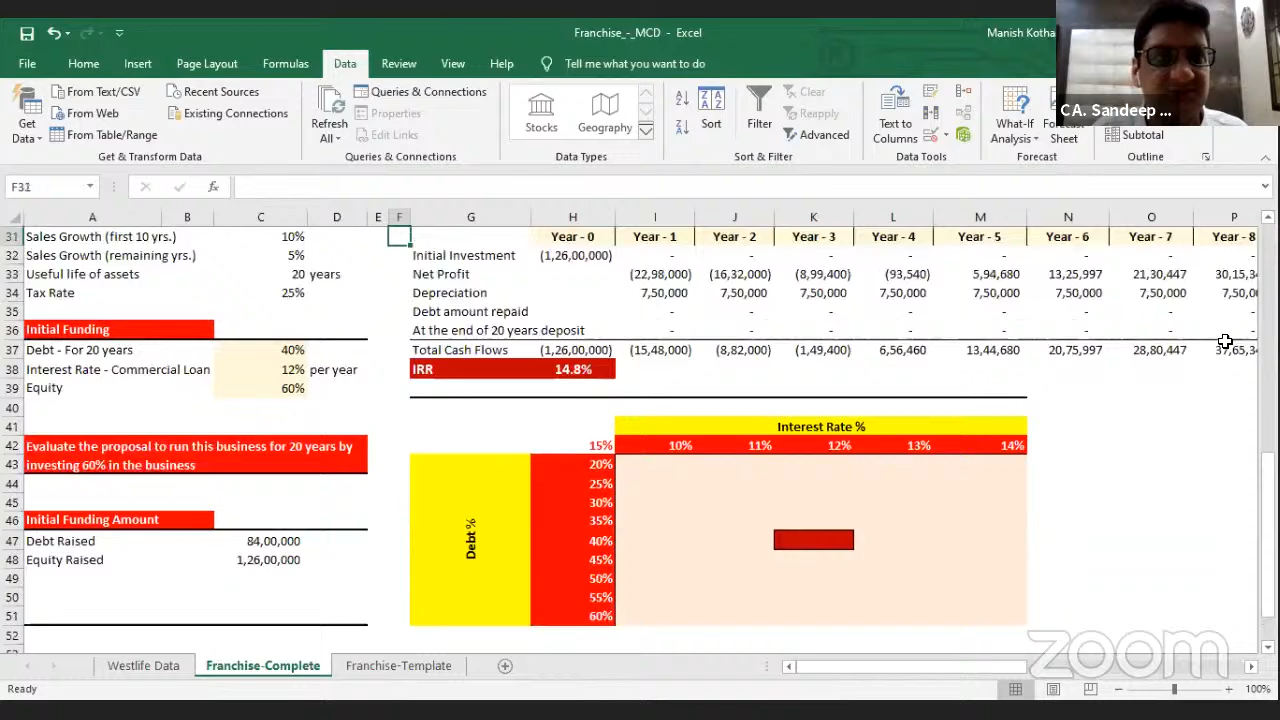 Franchise_-_MCD - Excel
Manish Kotha
File Home Insert Page Layout Formulas Data Review View Help Tell me what you want to do
CA. Sandeep ...
Get Data
From Text/CSV
From Web
From Table/Range
Recent Sources
Existing Connections
Get & Transform Data
Refresh All
Queries & Connections
Properties
Edit Links
Queries & Connections
Stocks
Geography
Data Types
Sort
Filter
Clear
Reapply
Advanced
Sort & Filter
Text to Columns
Data Tools
What-If Analysis
Sheet
Forecast
Subtotal
Outline
F31 fx
A B C D E F G H I J K L M N O P
31 Sales Growth (first 10 yrs.) 10% Year - 0 Year - 1 Year - 2 Year - 3 Year - 4 Year - 5 Year - 6 Year - 7 Year - 8
32 Sales Growth (remaining yrs.) 5% Initial Investment (1,26,00,000) - - - - - - - -
33 Useful life of assets 20 years Net Profit (22,98,000) (16,32,000) (8,99,400) (93,540) 5,94,680 13,25,997 21,30,447 30,15,34
34 Tax Rate 25% Depreciation 7,50,000 7,50,000 7,50,000 7,50,000 7,50,000 7,50,000 7,50,000 7,50,00
35 Debt amount repaid - - - - - - - -
36 Initial Funding At the end of 20 years deposit - - - - - - - -
37 Debt - For 20 years 40% Total Cash Flows (1,26,00,000) (15,48,000) (8,82,000) (1,49,400) 6,56,460 13,44,680 20,75,997 28,80,447 37,65,34
38 Interest Rate - Commercial Loan 12% per year IRR 14.8%
39 Equity 60%
40
41 Interest Rate %
42 Evaluate the proposal to run this business for 20 years by 15% 10% 11% 12% 13% 14%
43 investing 60% in the business 20%
44 25%
45 30%
46 Initial Funding Amount 35%
47 Debt Raised 84,00,000 Debt % 40%
48 Equity Raised 1,26,00,000 45%
49 50%
50 55%
51 60%
52
Westlife Data Franchise-Complete Franchise-Template
Ready 100%
zoom